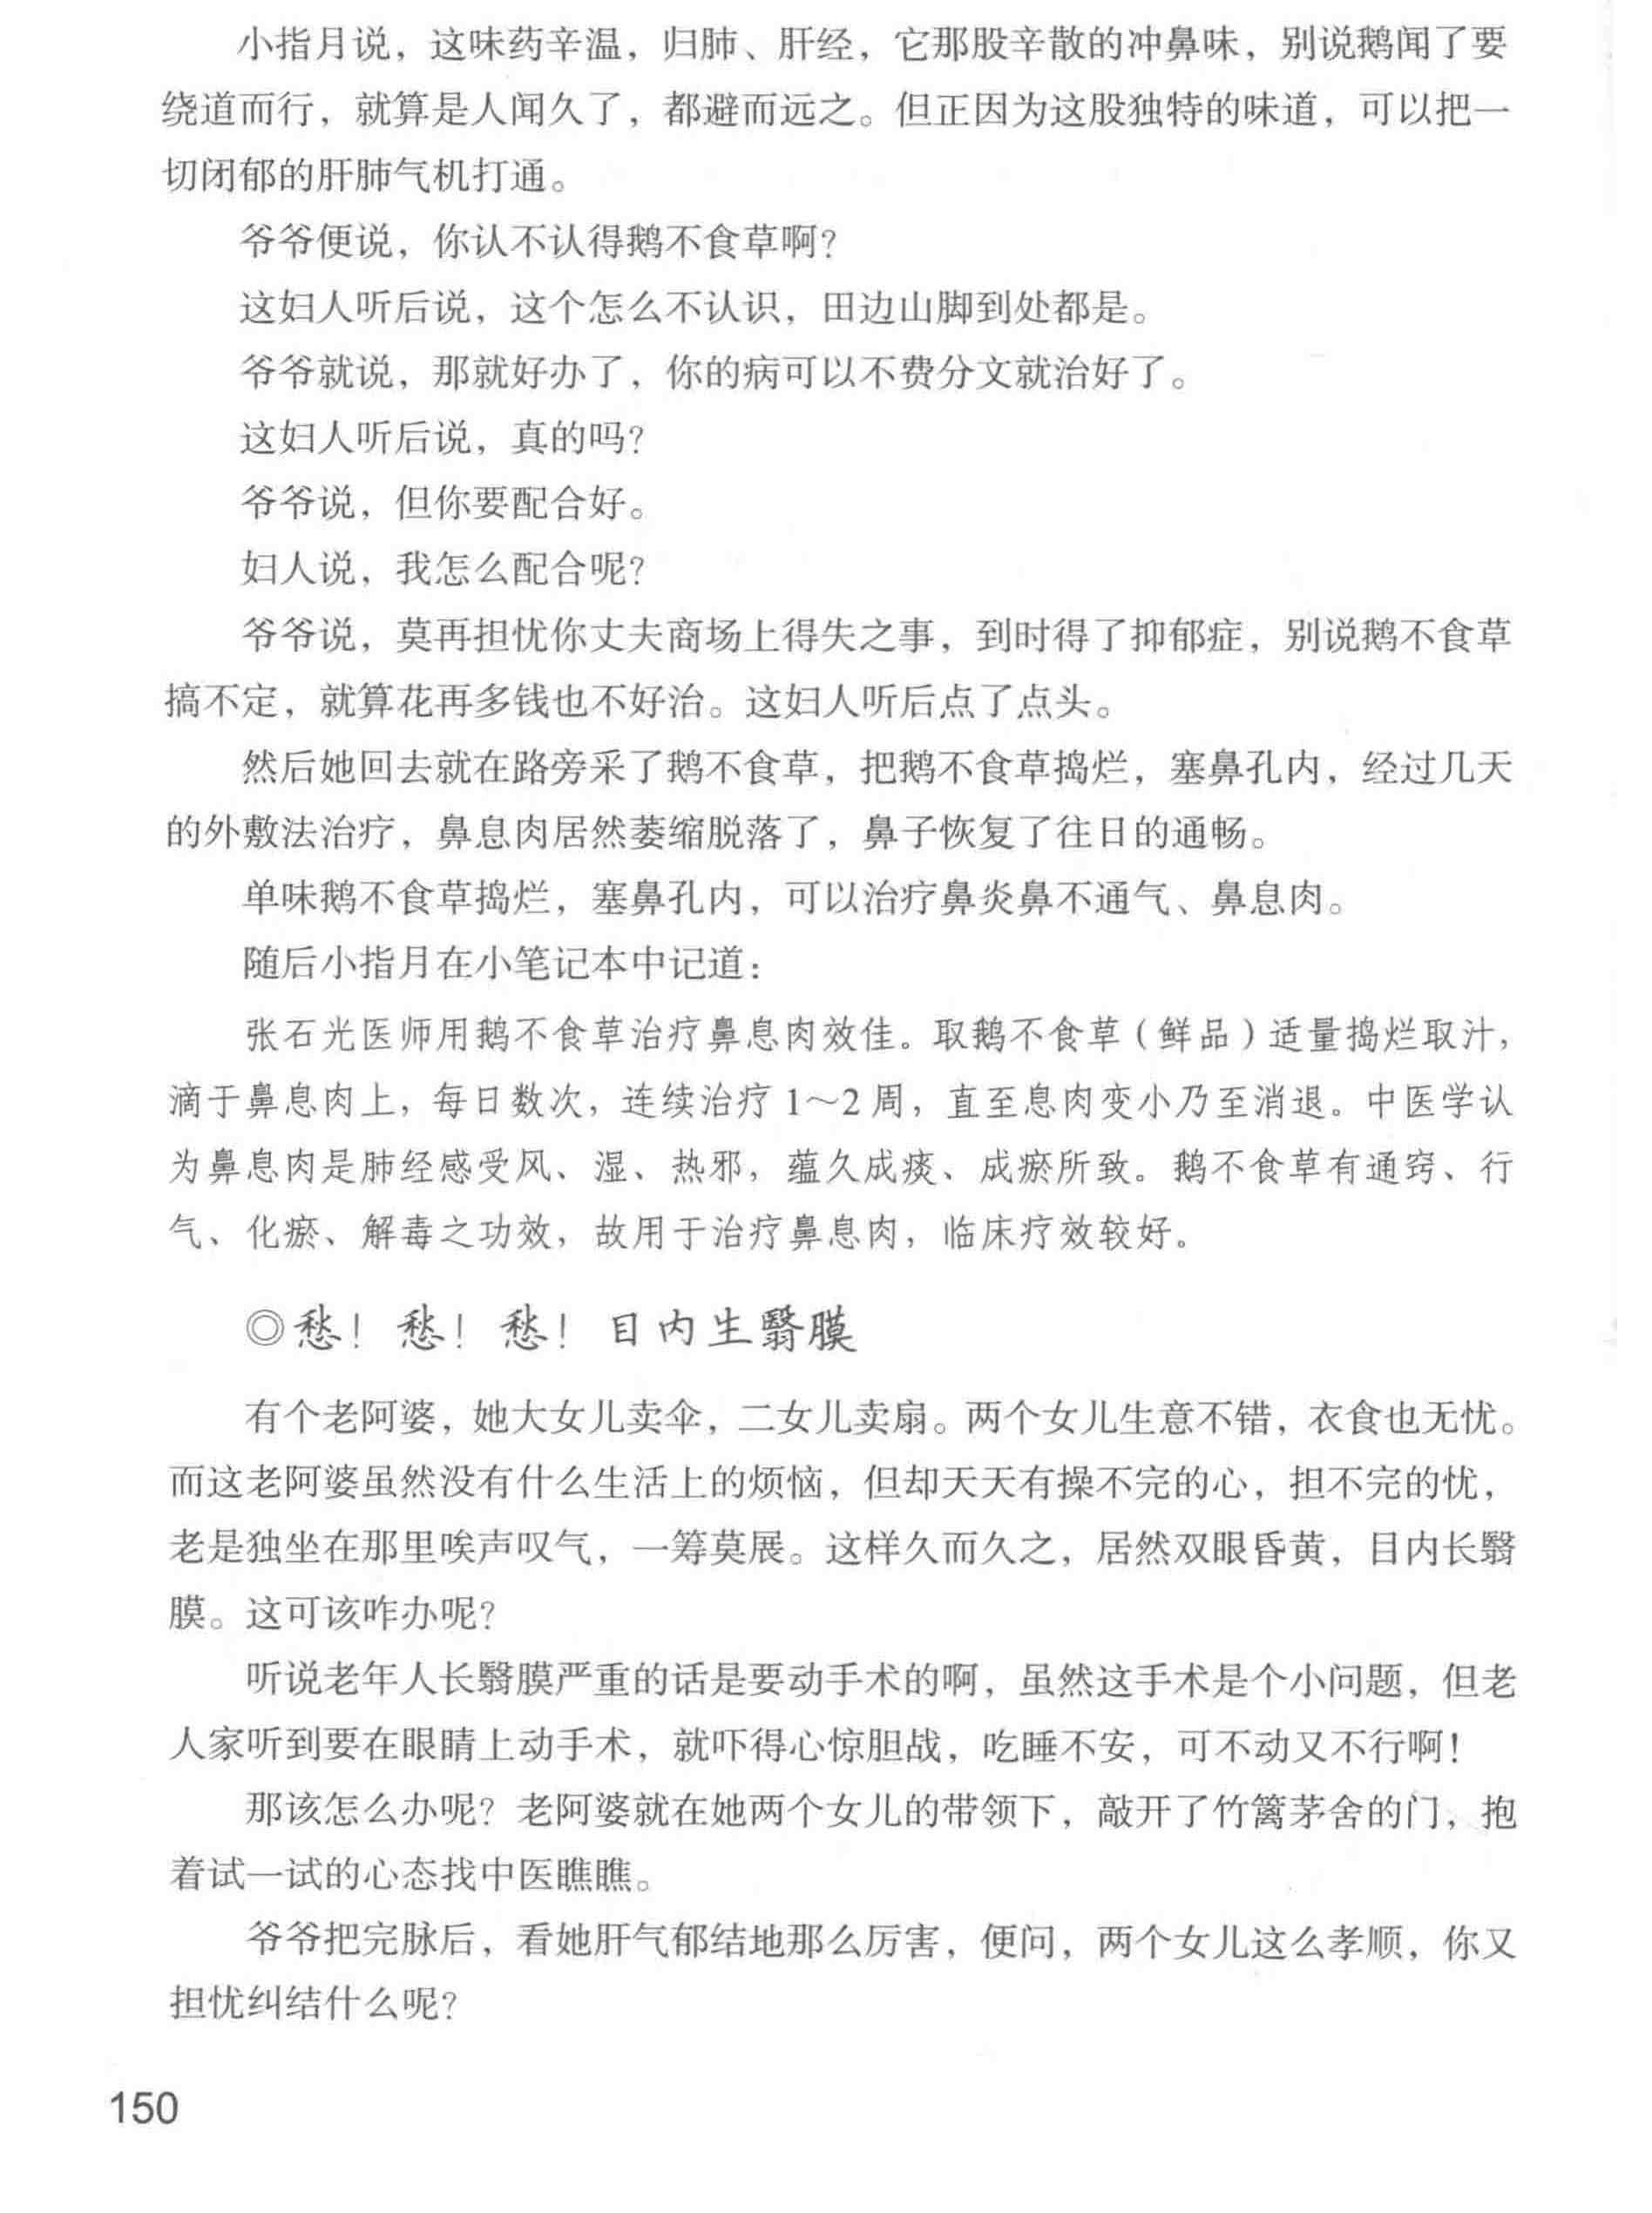 小指月说，这味药辛温，归肺、肝经，它那股辛散的冲鼻味，别说鹅闻了要
绕道而行，就算是人闻久了，都避而远之。但正因为这股独特的味道，可以把一
切闭郁的肝肺气机打通。
爷爷便说，你认不认得鹅不食草啊？
这妇人听后说，这个怎么不认识，田边山脚到处都是。
爷爷就说，那就好办了，你的病可以不费分文就治好了。
这妇人听后说，真的吗？
爷爷说，但你要配合好。
妇人说，我怎么配合呢？
爷爷说，莫再担忧你丈夫商场上得失之事，到时得了抑郁症，别说鹅不食草
搞不定，就算花再多钱也不好治。这妇人听后点了点头。
然后她回去就在路旁采了鹅不食草，把鹅不食草捣烂，塞鼻孔内，经过几天
的外敷法治疗，鼻息肉居然萎缩脱落了，鼻子恢复了往日的通畅。
单味鹅不食草捣烂，塞鼻孔内，可以治疗鼻炎鼻不通气、鼻息肉。
随后小指月在小笔记本中记道：
张石光医师用鹅不食草治疗鼻息肉效佳。取鹅不食草（鲜品）适量捣烂取汁，
滴于鼻息肉上，每日数次，连续治疗1～2周，直至息肉变小乃至消退。中医学认
为鼻息肉是肺经感受风、湿、热邪，蕴久成痰、成瘀所致。鹅不食草有通窍、行
气、化瘀、解毒之功效，故用于治疗鼻息肉，临床疗效较好。
◎愁！愁！愁！目内生翳膜
有个老阿婆，她大女儿卖伞，二女儿卖扇。两个女儿生意不错，衣食也无忧。
而这老阿婆虽然没有什么生活上的烦恼，但却天天有操不完的心，担不完的忧，
老是独坐在那里唉声叹气，一筹莫展。这样久而久之，居然双眼昏黄，目内长翳
膜。这可该咋办呢？
听说老年人长翳膜严重的话是要动手术的啊，虽然这手术是个小问题，但老
人家听到要在眼睛上动手术，就吓得心惊胆战，吃睡不安，可不动又不行啊！
那该怎么办呢？老阿婆就在她两个女儿的带领下，敲开了竹篱茅舍的门，抱
着试一试的心态找中医瞧瞧。
爷爷把完脉后，看她肝气郁结地那么厉害，便问，两个女儿这么孝顺，你又
担忧纠结什么呢？
150